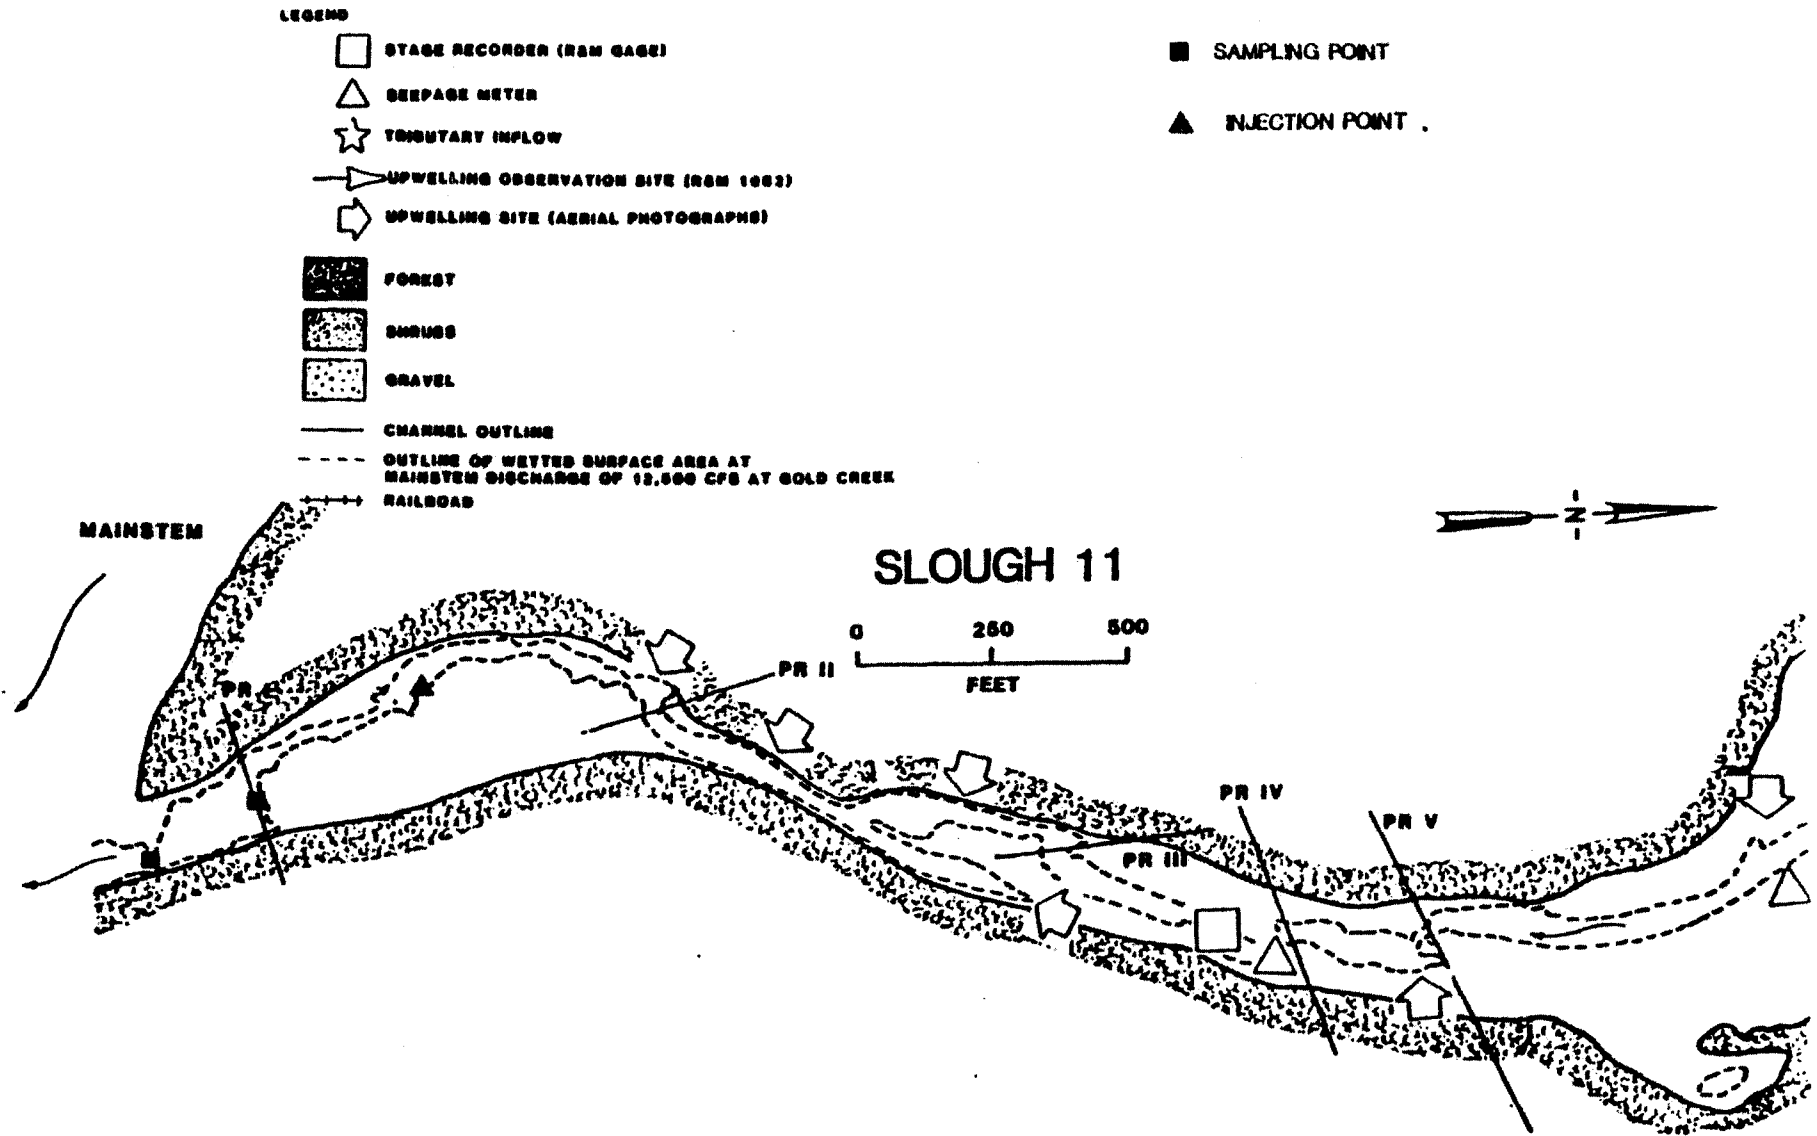 LEGEND
STAGE RECORDER (R&M GAGE)
SEEPAGE METER
TRIBUTARY INFLOW
UPWELLING OBSERVATION SITE (R&M 1983)
UPWELLING SITE (AERIAL PHOTOGRAPHS)
FOREST
SHRUBS
GRAVEL
CHANNEL OUTLINE
OUTLINE OF WETTED SURFACE AREA AT
MAINSTEM DISCHARGE OF 12,500 CFS AT GOLD CREEK
RAILROAD
SAMPLING POINT
INJECTION POINT
N
MAINSTEM
SLOUGH 11
0 250 500
FEET
PR I
PR II
PR III
PR IV
PR V